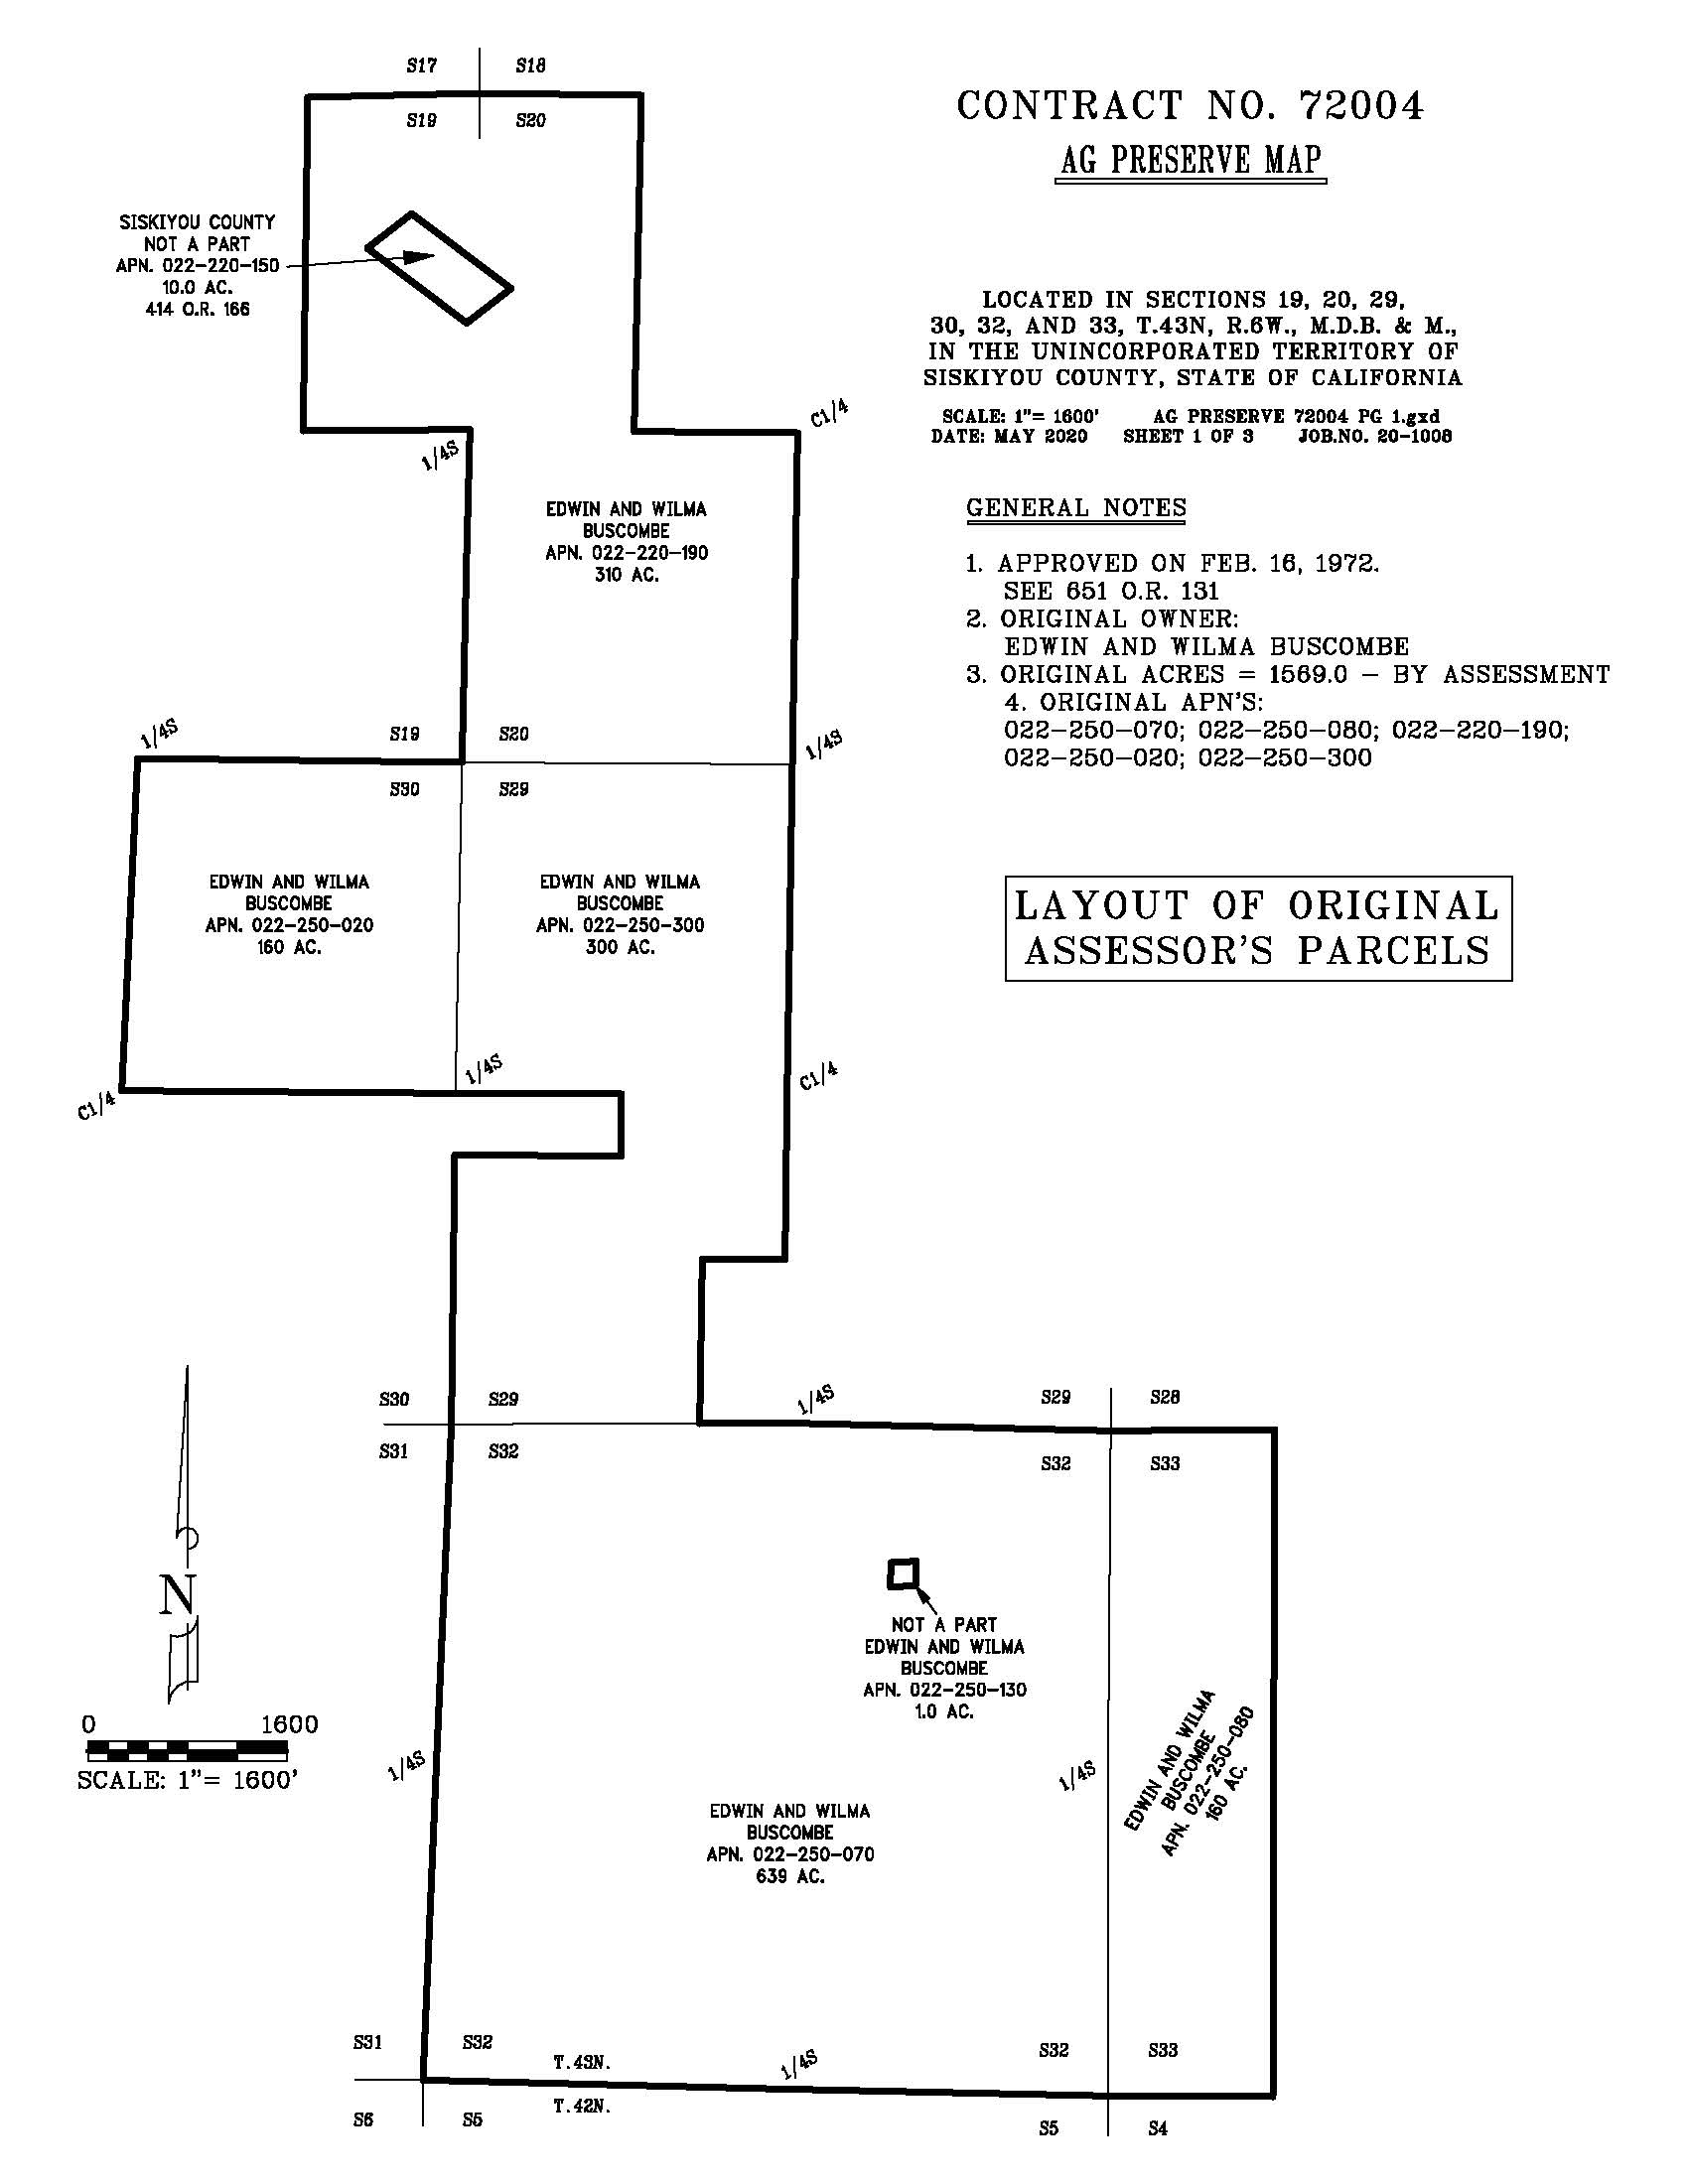 S17 S18
S19 S20
CONTRACT NO. 72004
AG PRESERVE MAP
SISKIYOU COUNTY
NOT A PART
APN. 022-220-150
10.0 AC.
414 O.R. 166
LOCATED IN SECTIONS 19, 20, 29,
30, 32, AND 33, T.43N, R.6W., M.D.B. & M.,
IN THE UNINCORPORATED TERRITORY OF
SISKIYOU COUNTY, STATE OF CALIFORNIA
SCALE: 1"= 1600' AG PRESERVE 72004 PG 1.gxd
DATE: MAY 2020 SHEET 1 OF 3 JOB.NO. 20-1008
C1/4
1/4S
EDWIN AND WILMA
BUSCOMBE
APN. 022-220-190
310 AC.
GENERAL NOTES
1. APPROVED ON FEB. 16, 1972.
SEE 651 O.R. 131
2. ORIGINAL OWNER:
EDWIN AND WILMA BUSCOMBE
3. ORIGINAL ACRES = 1569.0 - BY ASSESSMENT
4. ORIGINAL APN'S:
022-250-070; 022-250-080; 022-220-190;
022-250-020; 022-250-300
1/4S
S19 S20
1/4S
S30 S29
EDWIN AND WILMA
BUSCOMBE
APN. 022-250-020
160 AC.
EDWIN AND WILMA
BUSCOMBE
APN. 022-250-300
300 AC.
LAYOUT OF ORIGINAL
ASSESSOR'S PARCELS
1/4S
C1/4
C1/4
S30 S29
1/4S
S29 S28
S31 S32
S32 S33
N
NOT A PART
EDWIN AND WILMA
BUSCOMBE
APN. 022-250-130
1.0 AC.
0 1600
SCALE: 1"= 1600'
1/4S
1/4S
EDWIN AND WILMA
BUSCOMBE
APN. 022-250-080
160 AC.
EDWIN AND WILMA
BUSCOMBE
APN. 022-250-070
639 AC.
S31 S32
T.43N.
1/4S
S32 S33
T.42N.
S6 S5
S5 S4